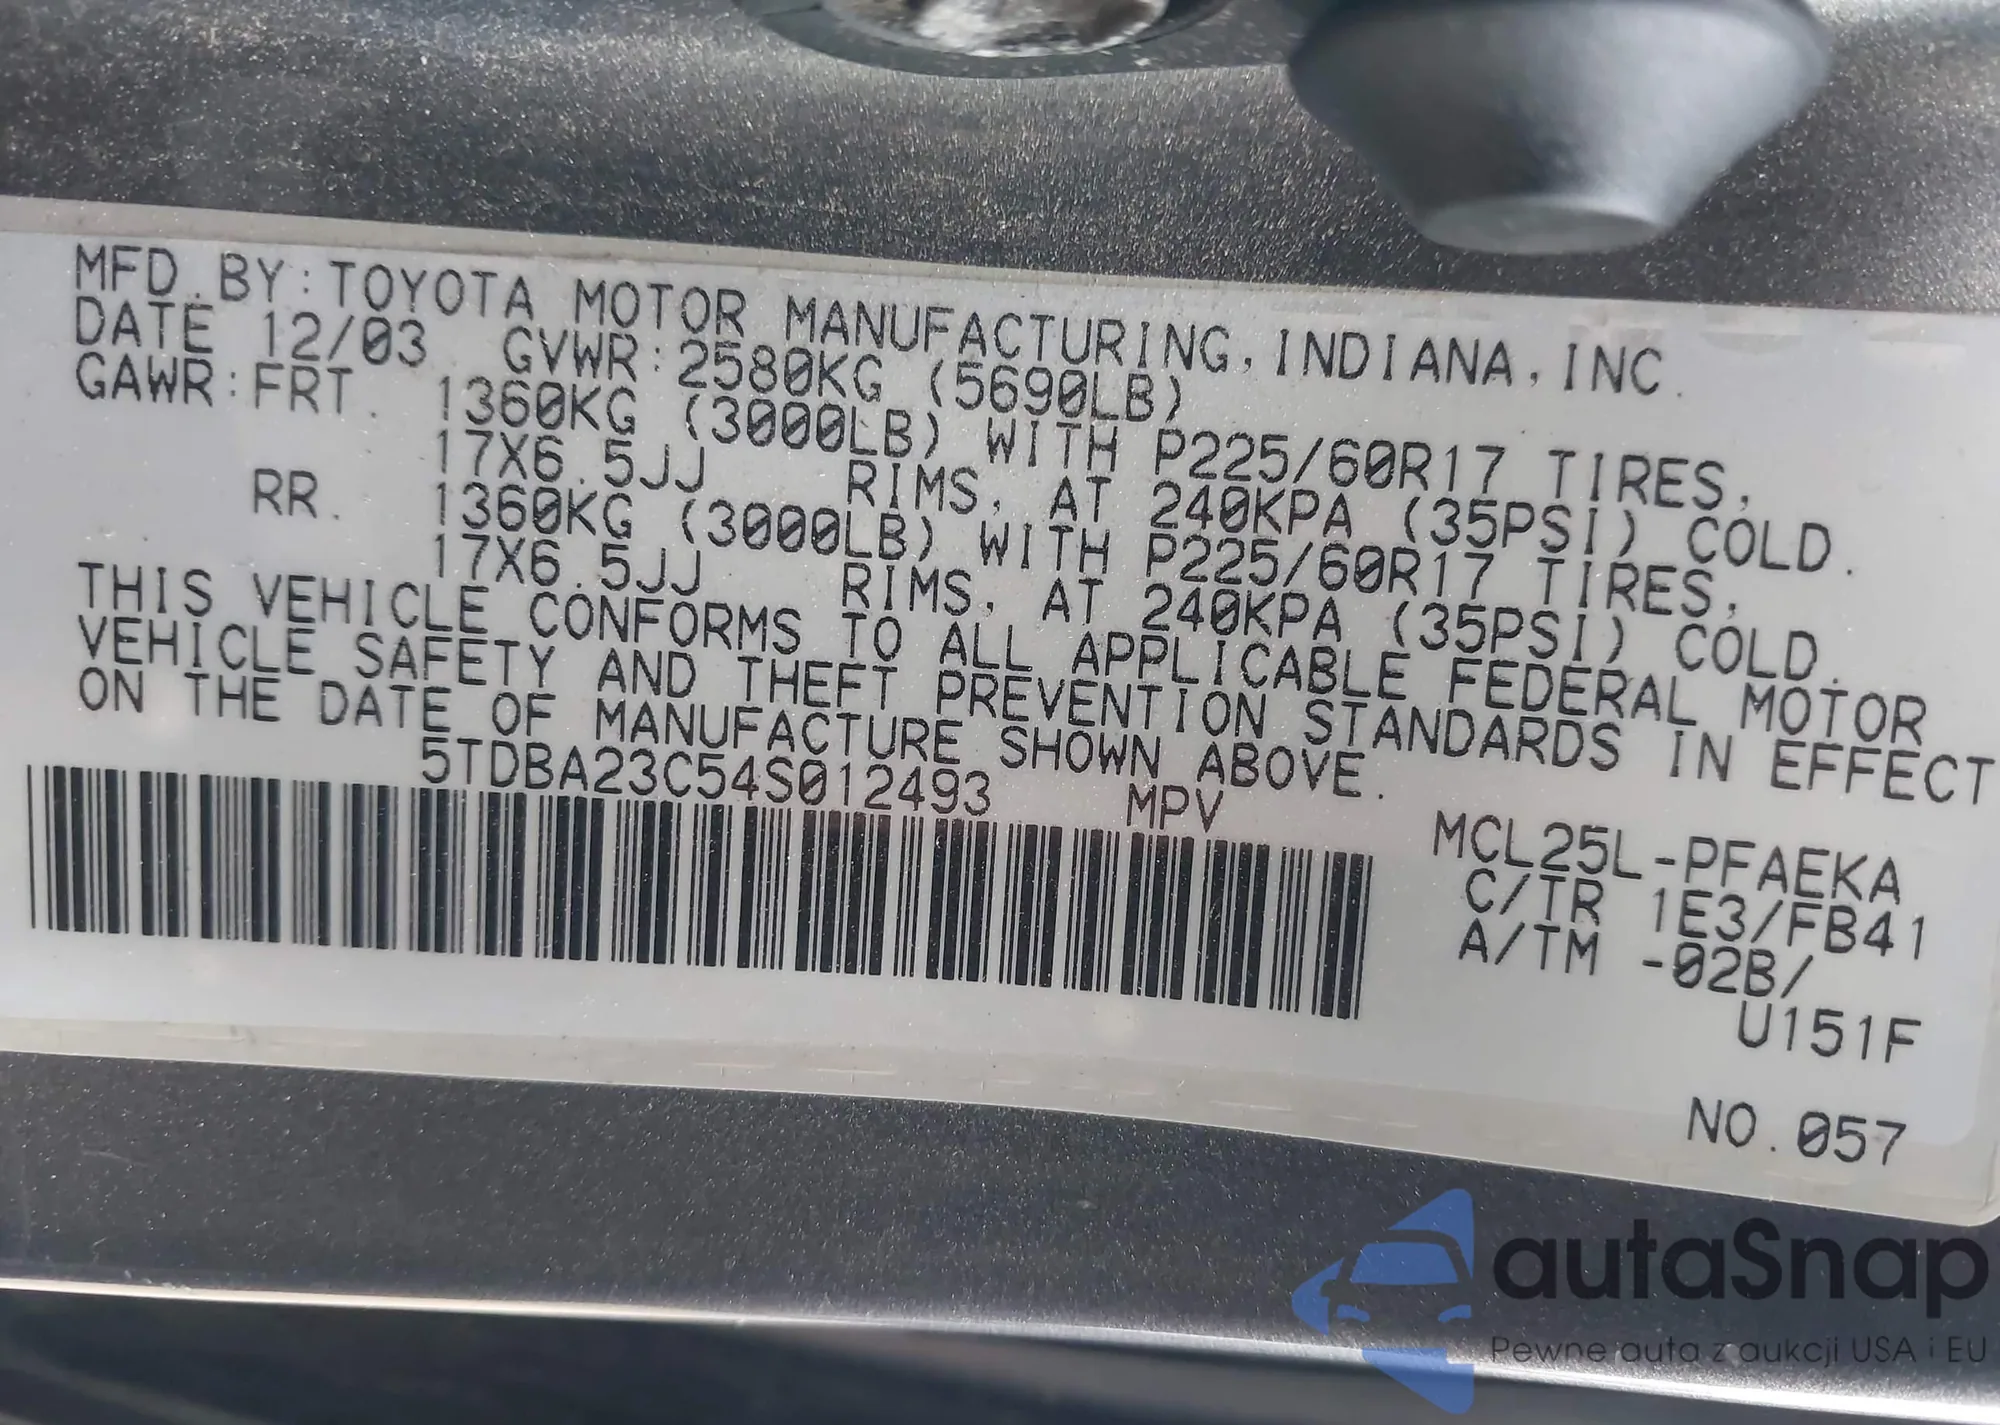 MFD.BY:TOYOTA MOTOR MANUFACTURING,INDIANA,INC.
DATE 12/03 GVWR:2580KG (5690LB)
GAWR:FRT. 1360KG (3000LB) WITH P225/60R17 TIRES,
17X6.5JJ RIMS, AT 240KPA (35PSI) COLD.
RR. 1360KG (3000LB) WITH P225/60R17 TIRES,
17X6.5JJ RIMS, AT 240KPA (35PSI) COLD.
THIS VEHICLE CONFORMS TO ALL APPLICABLE FEDERAL MOTOR
VEHICLE SAFETY AND THEFT PREVENTION STANDARDS IN EFFECT
ON THE DATE OF MANUFACTURE SHOWN ABOVE.
5TDBA23C54S012493 MPV
MCL25L-PFAEKA
C/TR 1E3/FB41
A/TM -02B/
U151F
NO.057
autaSnap
Pewne auta z aukcji USA i EU